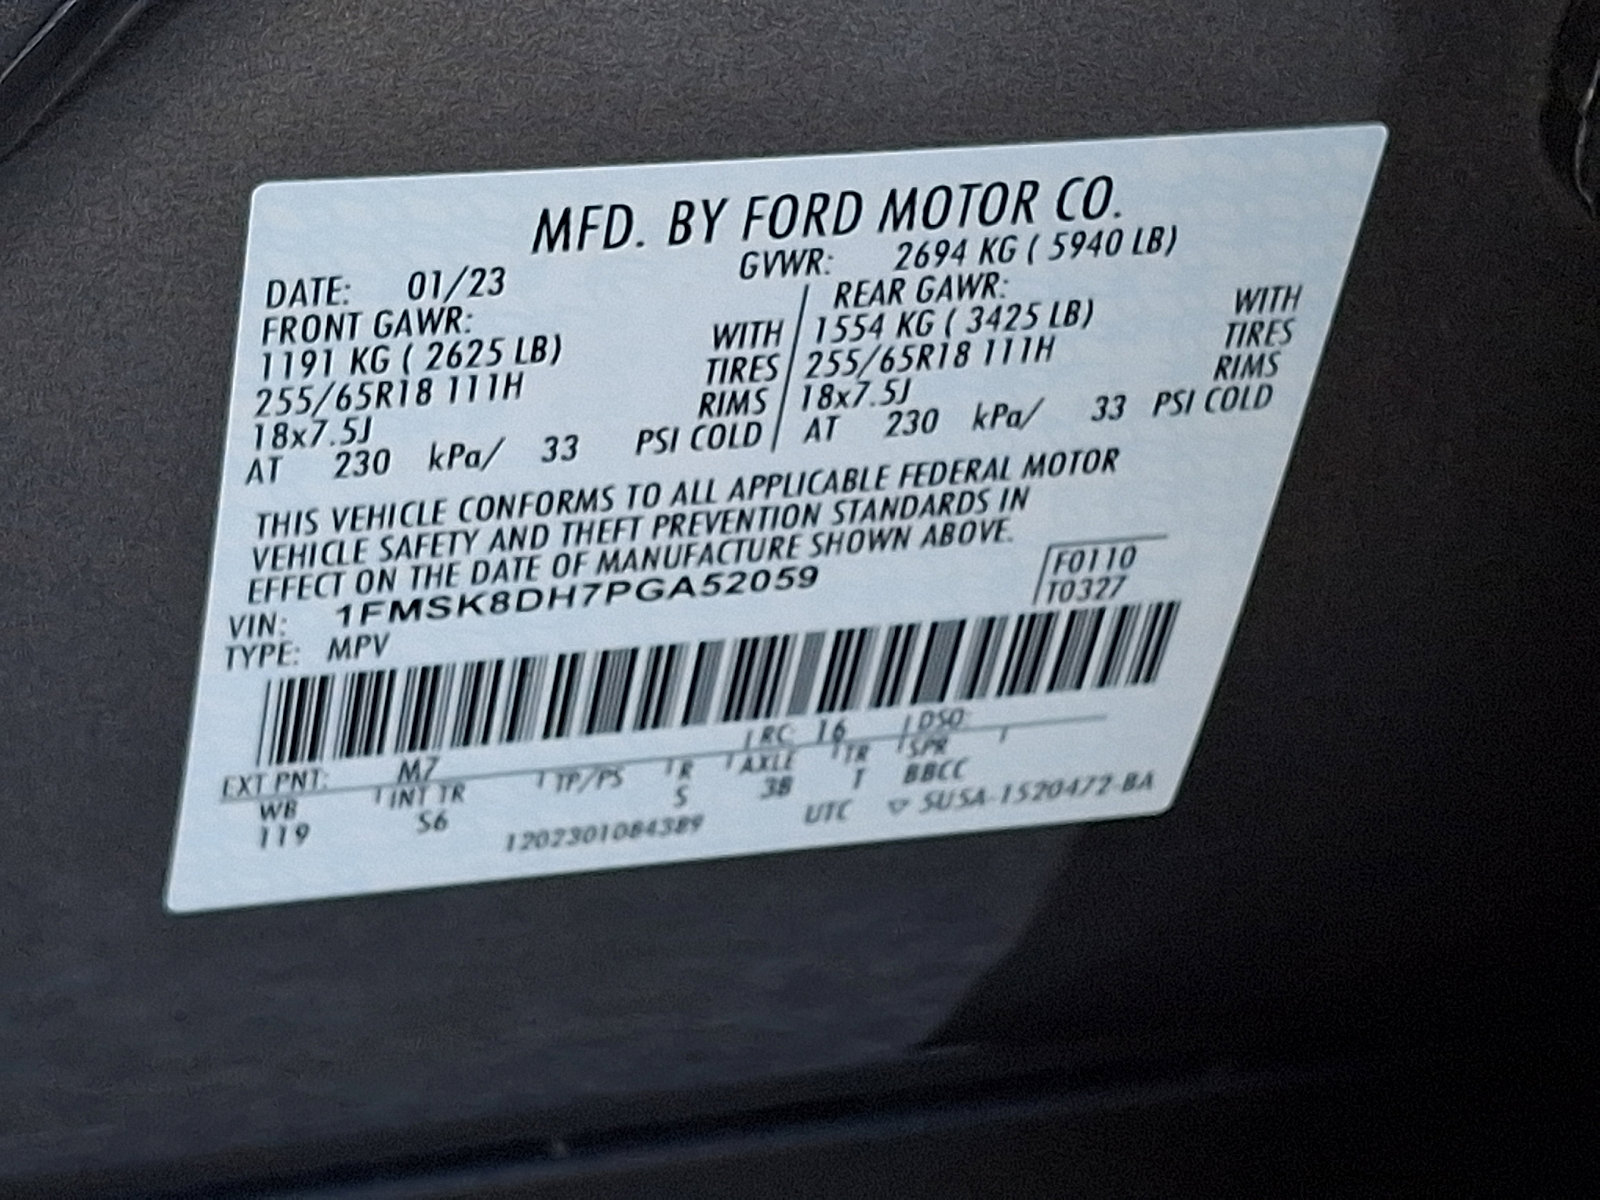 MFD. BY FORD MOTOR CO.
DATE: 01/23 GVWR: 2694 KG ( 5940 LB)
FRONT GAWR: REAR GAWR:
1191 KG ( 2625 LB) WITH 1554 KG ( 3425 LB) WITH
255/65R18 111H TIRES 255/65R18 111H TIRES
18x7.5J RIMS 18x7.5J RIMS
AT 230 kPa/ 33 PSI COLD AT 230 kPa/ 33 PSI COLD
THIS VEHICLE CONFORMS TO ALL APPLICABLE FEDERAL MOTOR
VEHICLE SAFETY AND THEFT PREVENTION STANDARDS IN
EFFECT ON THE DATE OF MANUFACTURE SHOWN ABOVE.
VIN: 1FMSK8DH7PGA52059 F0110
TYPE: MPV T0327
EXT PNT: M7 RC: 16 DSO:
WB INT TR TP/PS R AXLE TR SPR
119 S6 S 3B T BBCC
1202301084389 UTC ▽ SU5A-1520472-BA